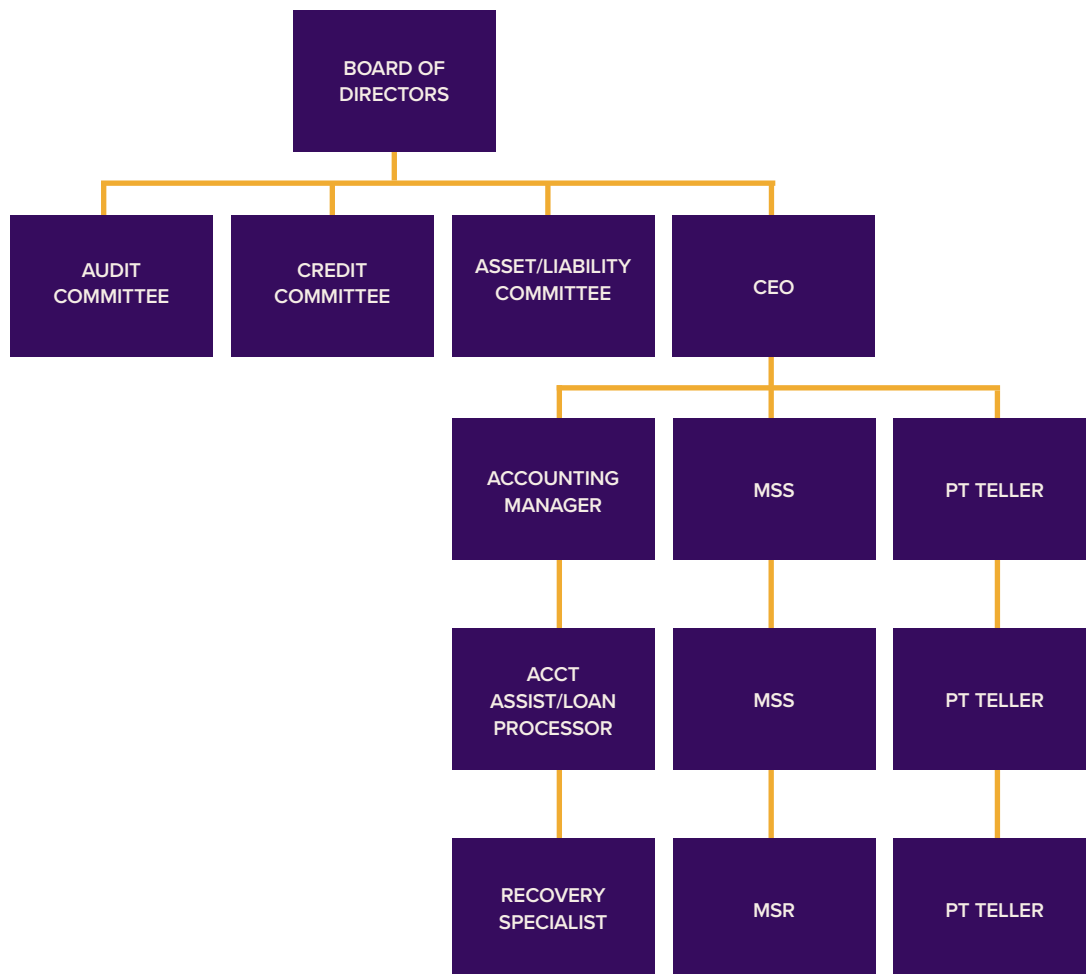 BOARD OF
DIRECTORS
AUDIT
COMMITTEE
CREDIT
COMMITTEE
ASSET/LIABILITY
COMMITTEE
CEO
ACCOUNTING
MANAGER
MSS
PT TELLER
ACCT
ASSIST/LOAN
PROCESSOR
MSS
PT TELLER
RECOVERY
SPECIALIST
MSR
PT TELLER